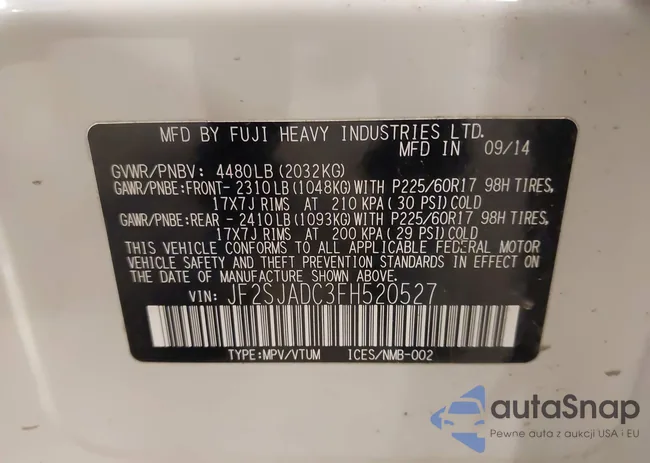 MFD BY FUJI HEAVY INDUSTRIES LTD.
MFD IN 09/14
GVWR/PNBV: 4480LB(2032KG)
GAWR/PNBE:FRONT- 2310LB(1048KG)WITH P225/60R17 98H TIRES,
17X7J RIMS AT 210 KPA( 30 PSI)COLD
GAWR/PNBE:REAR - 2410LB(1093KG)WITH P225/60R17 98H TIRES,
17X7J RIMS AT 200 KPA( 29 PSI)COLD
THIS VEHICLE CONFORMS TO ALL APPLICABLE FEDERAL MOTOR
VEHICLE SAFETY AND THEFT PREVENTION STANDARDS IN EFFECT ON
THE DATE OF MANUFACTURE SHOWN ABOVE.
VIN: JF2SJADC3FH520527
TYPE:MPV/VTUM ICES/NMB-002
autoSnap
Pewne auta z aukcji USA i EU